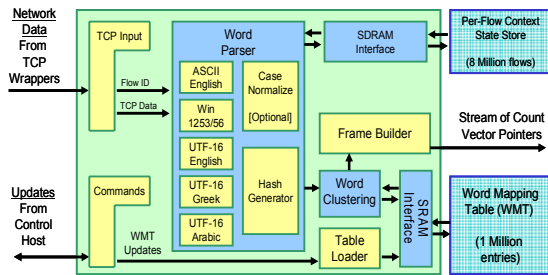 Network
Data
From
TCP
Wrappers
TCP Input
Flow ID
TCP Data
Word
Parser
ASCII
English
Win
1253/56
UTF-16
English
UTF-16
Greek
UTF-16
Arabic
Case
Normalize
[Optional]
Hash
Generator
SDRAM
Interface
Per-Flow Context
State Store
(8 Million flows)
Frame Builder
Stream of Count
Vector Pointers
Word
Clustering
SRAM
Interface
Word Mapping
Table (WMT)
(1 Million
entries)
Updates
From
Control
Host
Commands
WMT
Updates
Table
Loader